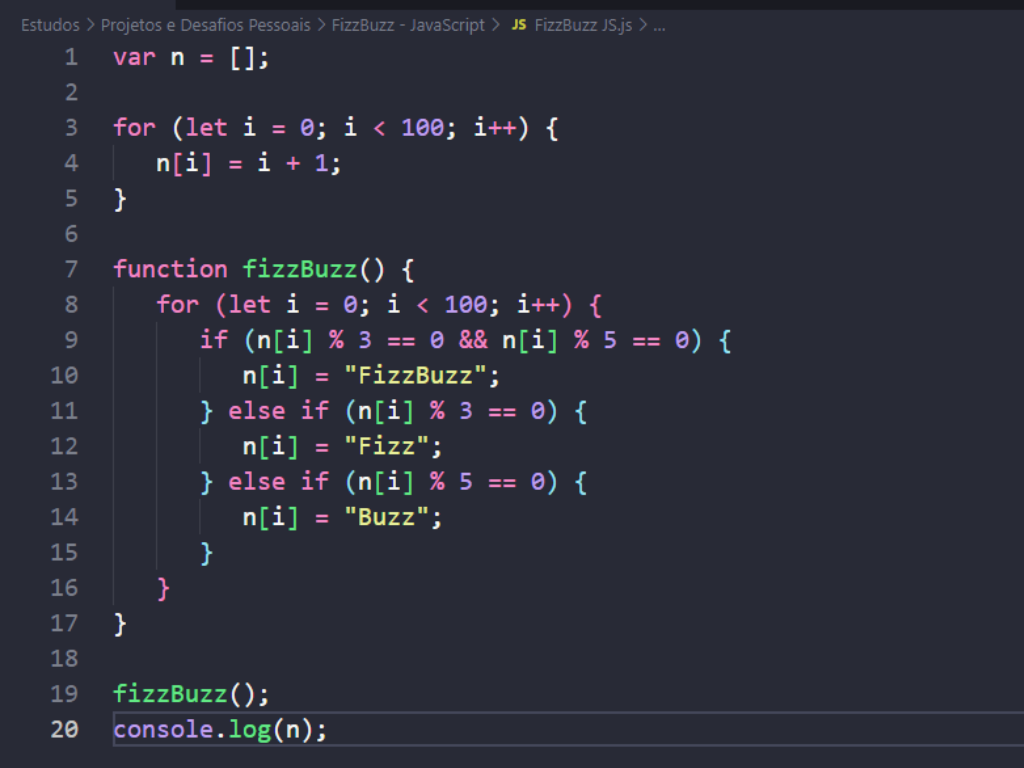 Estudos > Projetos e Desafios Pessoais > FizzBuzz - JavaScript > JS FizzBuzz JS.js > ...
1 var n = [];
2
3 for (let i = 0; i < 100; i++) {
4    n[i] = i + 1;
5 }
6
7 function fizzBuzz() {
8    for (let i = 0; i < 100; i++) {
9       if (n[i] % 3 == 0 && n[i] % 5 == 0) {
10          n[i] = "FizzBuzz";
11       } else if (n[i] % 3 == 0) {
12          n[i] = "Fizz";
13       } else if (n[i] % 5 == 0) {
14          n[i] = "Buzz";
15       }
16    }
17 }
18
19 fizzBuzz();
20 console.log(n);